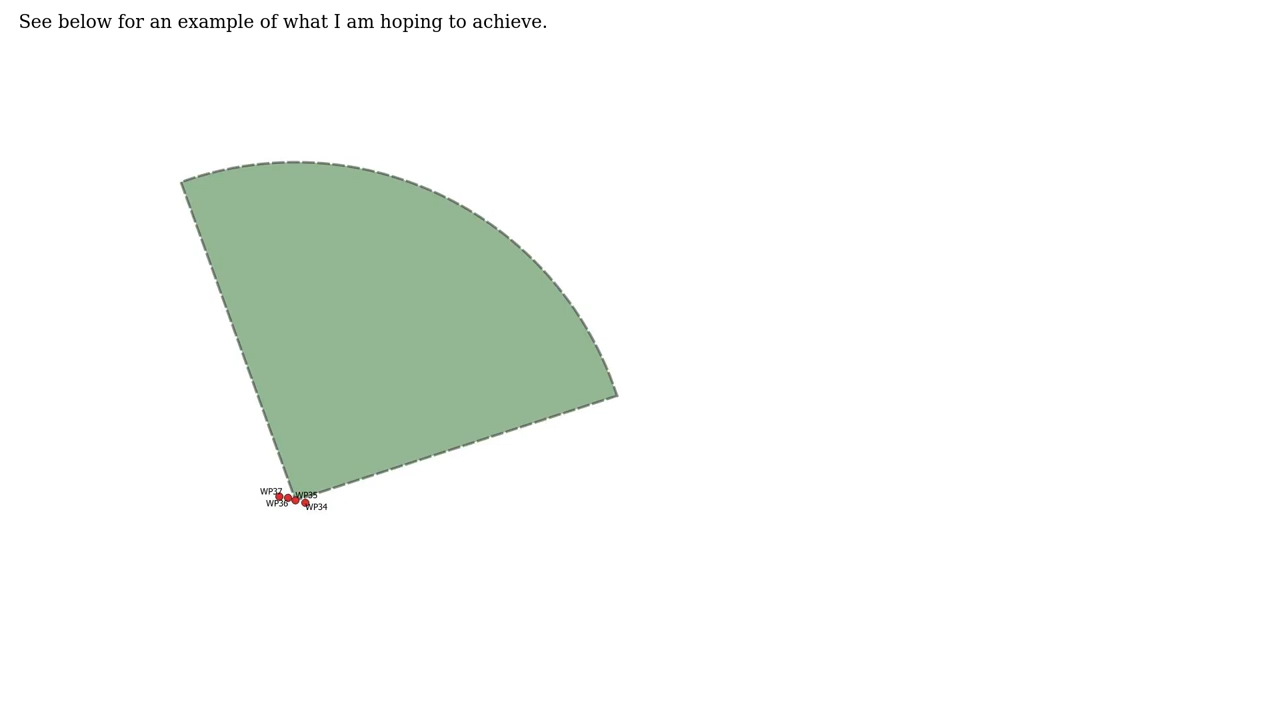 See below for an example of what I am hoping to achieve.
WP37
WP35
WP36
WP34